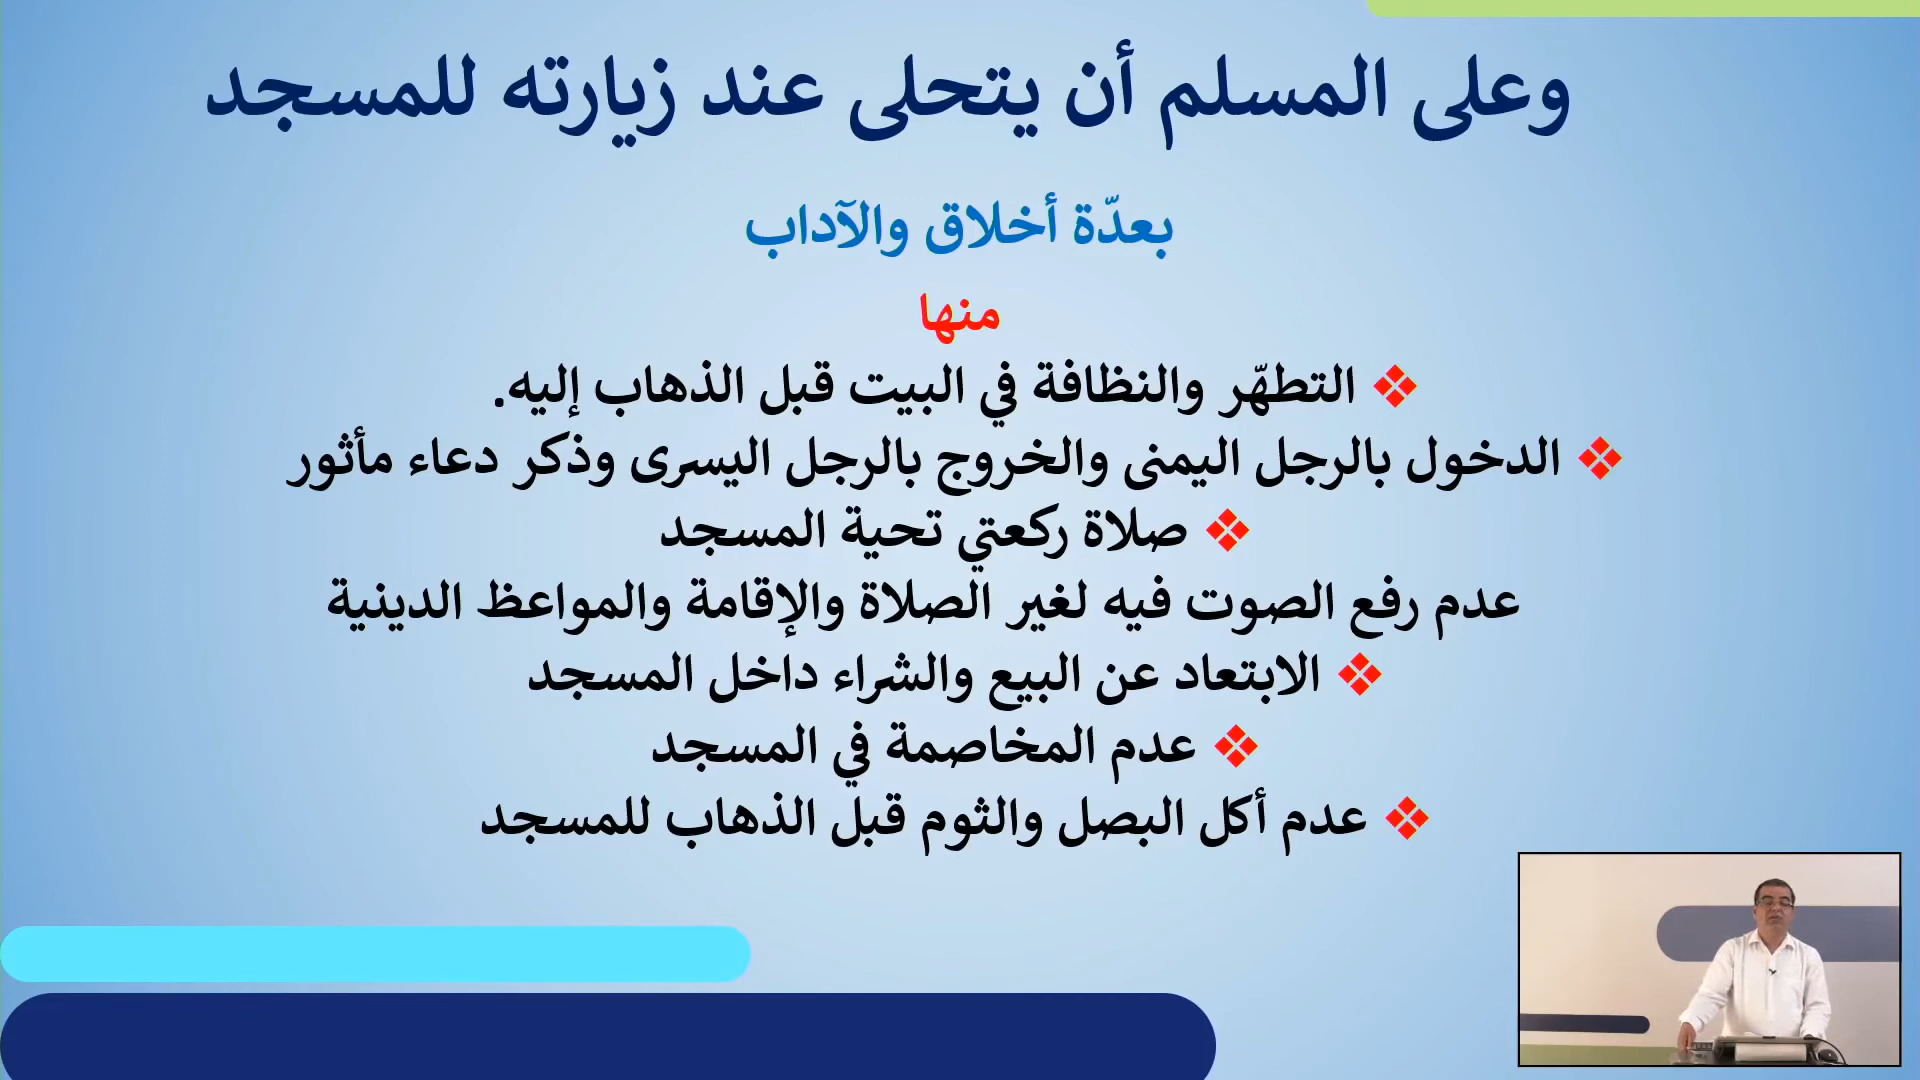 وعلى المسلم أن يتحلى عند زيارته للمسجد
بعدّة أخلاق والآداب
منها
❖ التطهّر والنظافة في البيت قبل الذهاب إليه.
❖ الدخول بالرجل اليمنى والخروج بالرجل اليسرى وذكر دعاء مأثور
❖ صلاة ركعتي تحية المسجد
عدم رفع الصوت فيه لغير الصلاة والإقامة والمواعظ الدينية
❖ الابتعاد عن البيع والشراء داخل المسجد
❖ عدم المخاصمة في المسجد
❖ عدم أكل البصل والثوم قبل الذهاب للمسجد